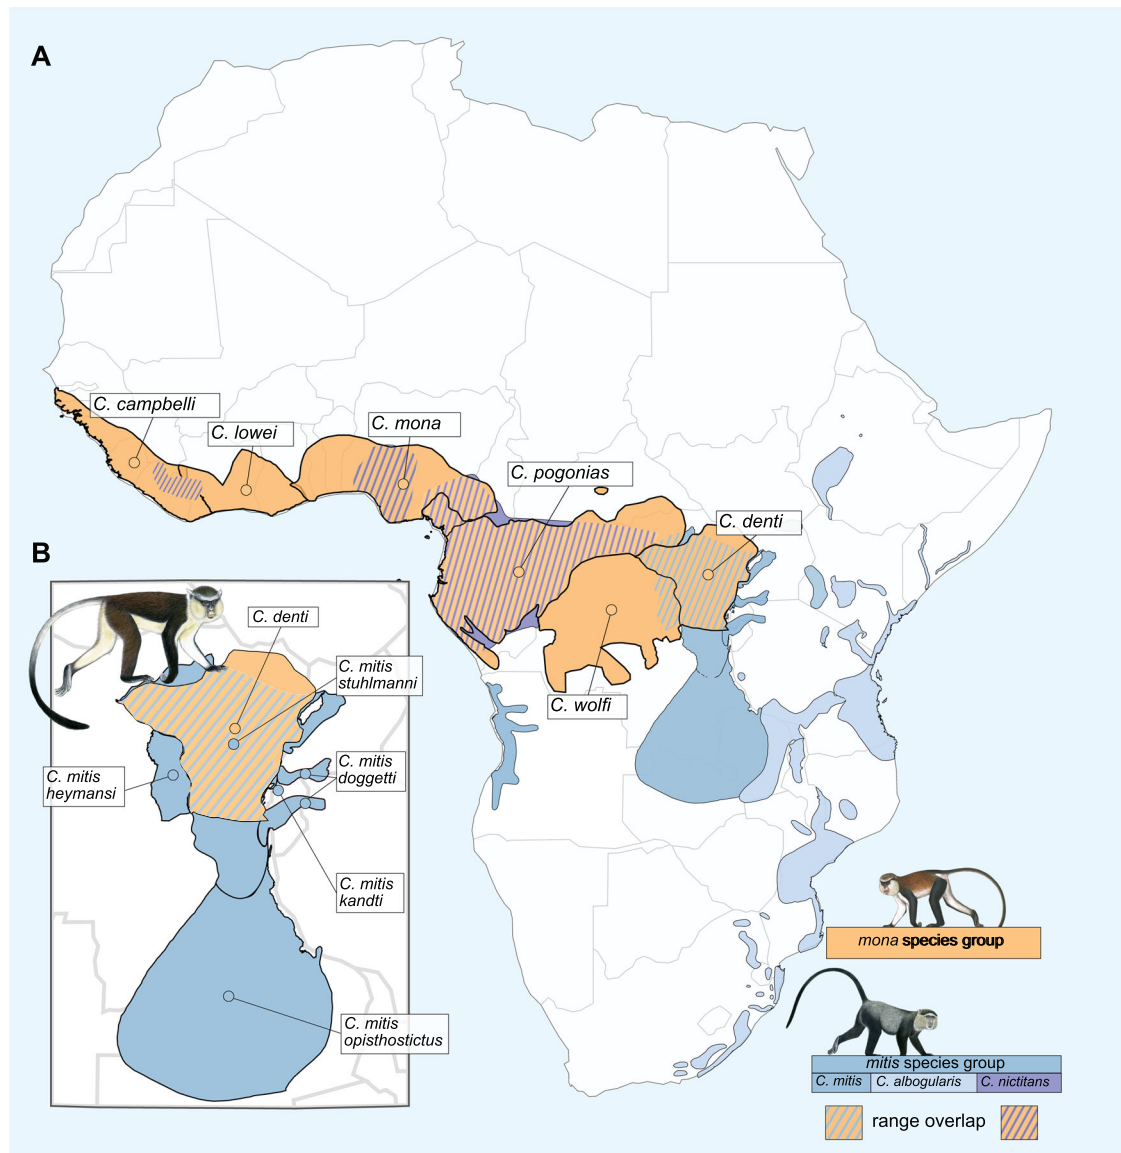 A
C. campbelli
C. lowei
C. mona
C. pogonias
C. denti
C. wolfi
B
C. denti
C. mitis
stuhlmanni
C. mitis
doggetti
C. mitis
heymansi
C. mitis
kandti
C. mitis
opisthostictus
mona species group
mitis species group
C. mitis
C. albogularis
C. nictitans
range overlap